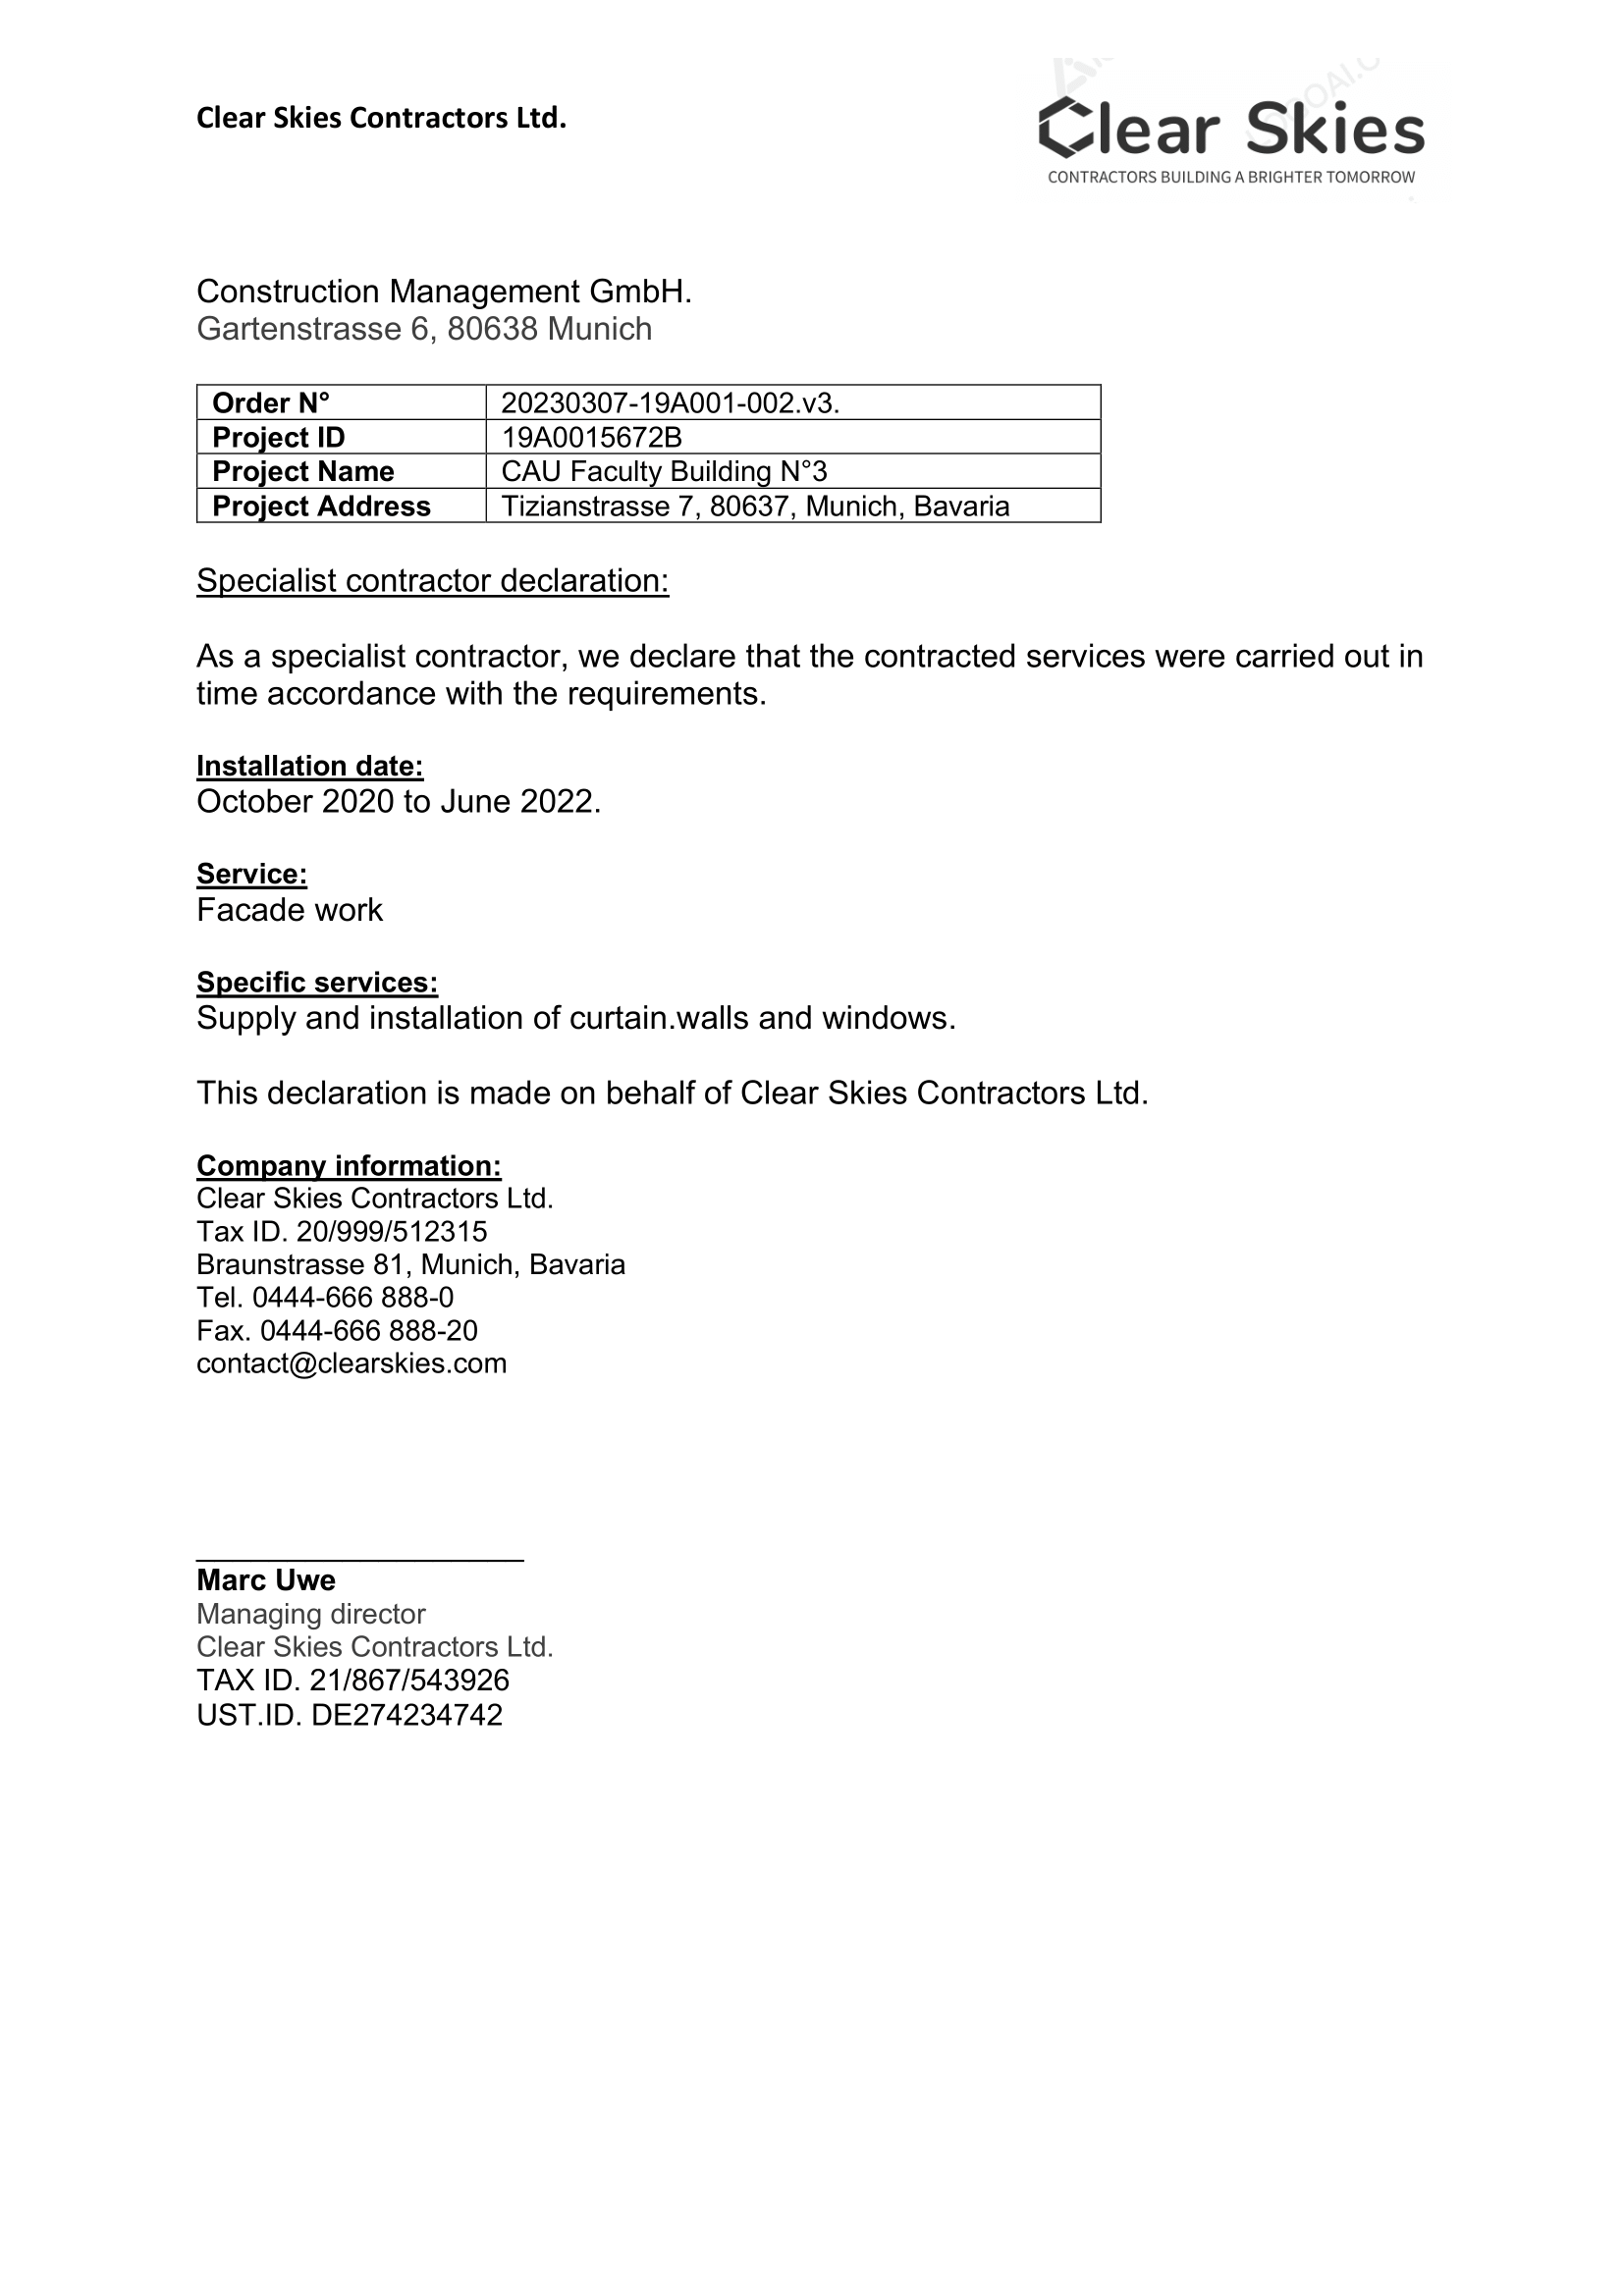 Clear Skies Contractors Ltd.
Clear Skies
CONTRACTORS BUILDING A BRIGHTER TOMORROW
Construction Management GmbH.
Gartenstrasse 6, 80638 Munich
Order N° 20230307-19A001-002.v3.
Project ID 19A0015672B
Project Name CAU Faculty Building N°3
Project Address Tizianstrasse 7, 80637, Munich, Bavaria
Specialist contractor declaration:
As a specialist contractor, we declare that the contracted services were carried out in
time accordance with the requirements.
Installation date:
October 2020 to June 2022.
Service:
Facade work
Specific services:
Supply and installation of curtain.walls and windows.
This declaration is made on behalf of Clear Skies Contractors Ltd.
Company information:
Clear Skies Contractors Ltd.
Tax ID. 20/999/512315
Braunstrasse 81, Munich, Bavaria
Tel. 0444-666 888-0
Fax. 0444-666 888-20
contact@clearskies.com
Marc Uwe
Managing director
Clear Skies Contractors Ltd.
TAX ID. 21/867/543926
UST.ID. DE274234742